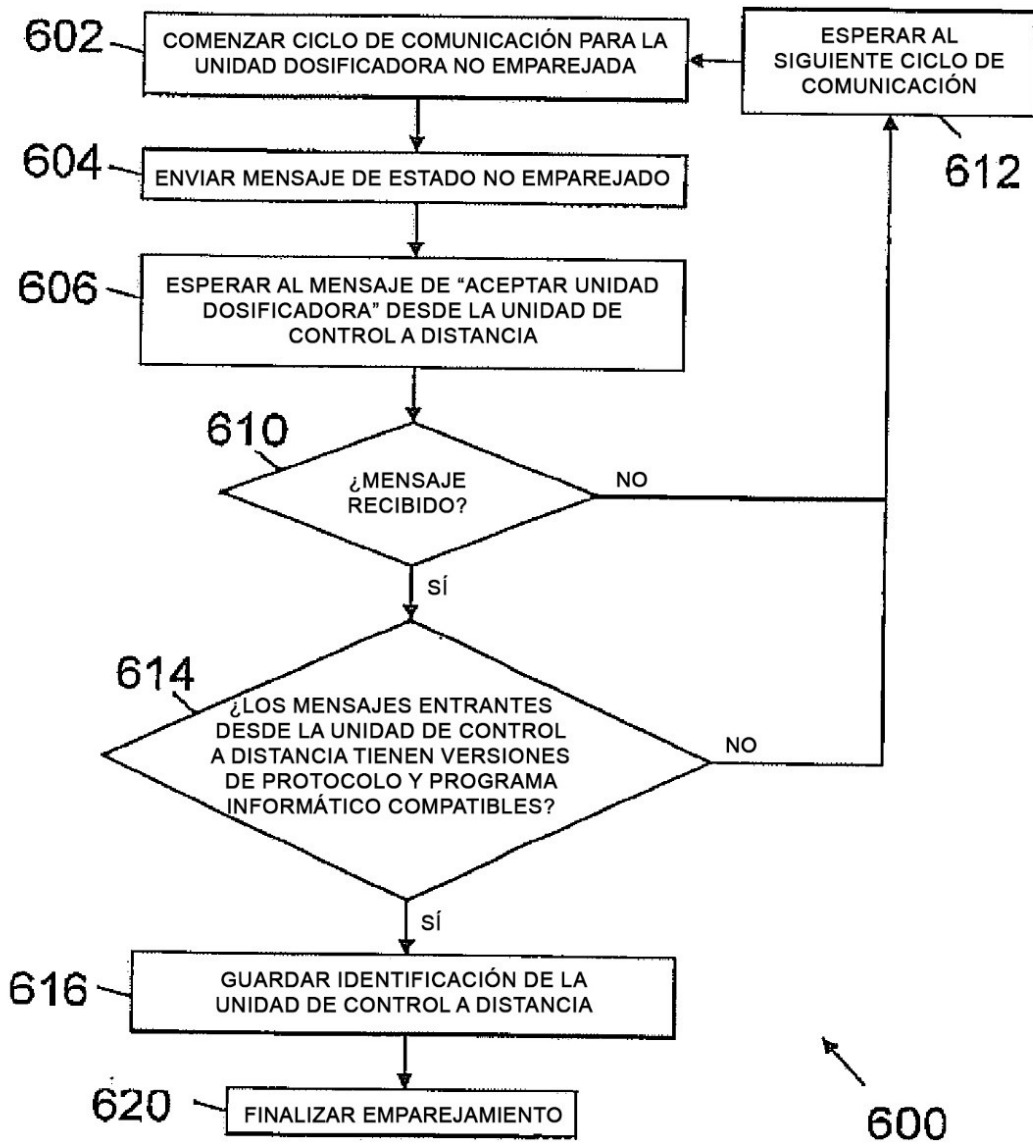 602
COMENZAR CICLO DE COMUNICACIÓN PARA LA
UNIDAD DOSIFICADORA NO EMPAREJADA
ESPERAR AL
SIGUIENTE CICLO DE
COMUNICACIÓN
612
604
ENVIAR MENSAJE DE ESTADO NO EMPAREJADO
606
ESPERAR AL MENSAJE DE “ACEPTAR UNIDAD
DOSIFICADORA” DESDE LA UNIDAD DE
CONTROL A DISTANCIA
610
¿MENSAJE
RECIBIDO?
NO
SÍ
614
¿LOS MENSAJES ENTRANTES
DESDE LA UNIDAD DE CONTROL
A DISTANCIA TIENEN VERSIONES
DE PROTOCOLO Y PROGRAMA
INFORMÁTICO COMPATIBLES?
NO
SÍ
616
GUARDAR IDENTIFICACIÓN DE LA
UNIDAD DE CONTROL A DISTANCIA
620
FINALIZAR EMPAREJAMIENTO
600